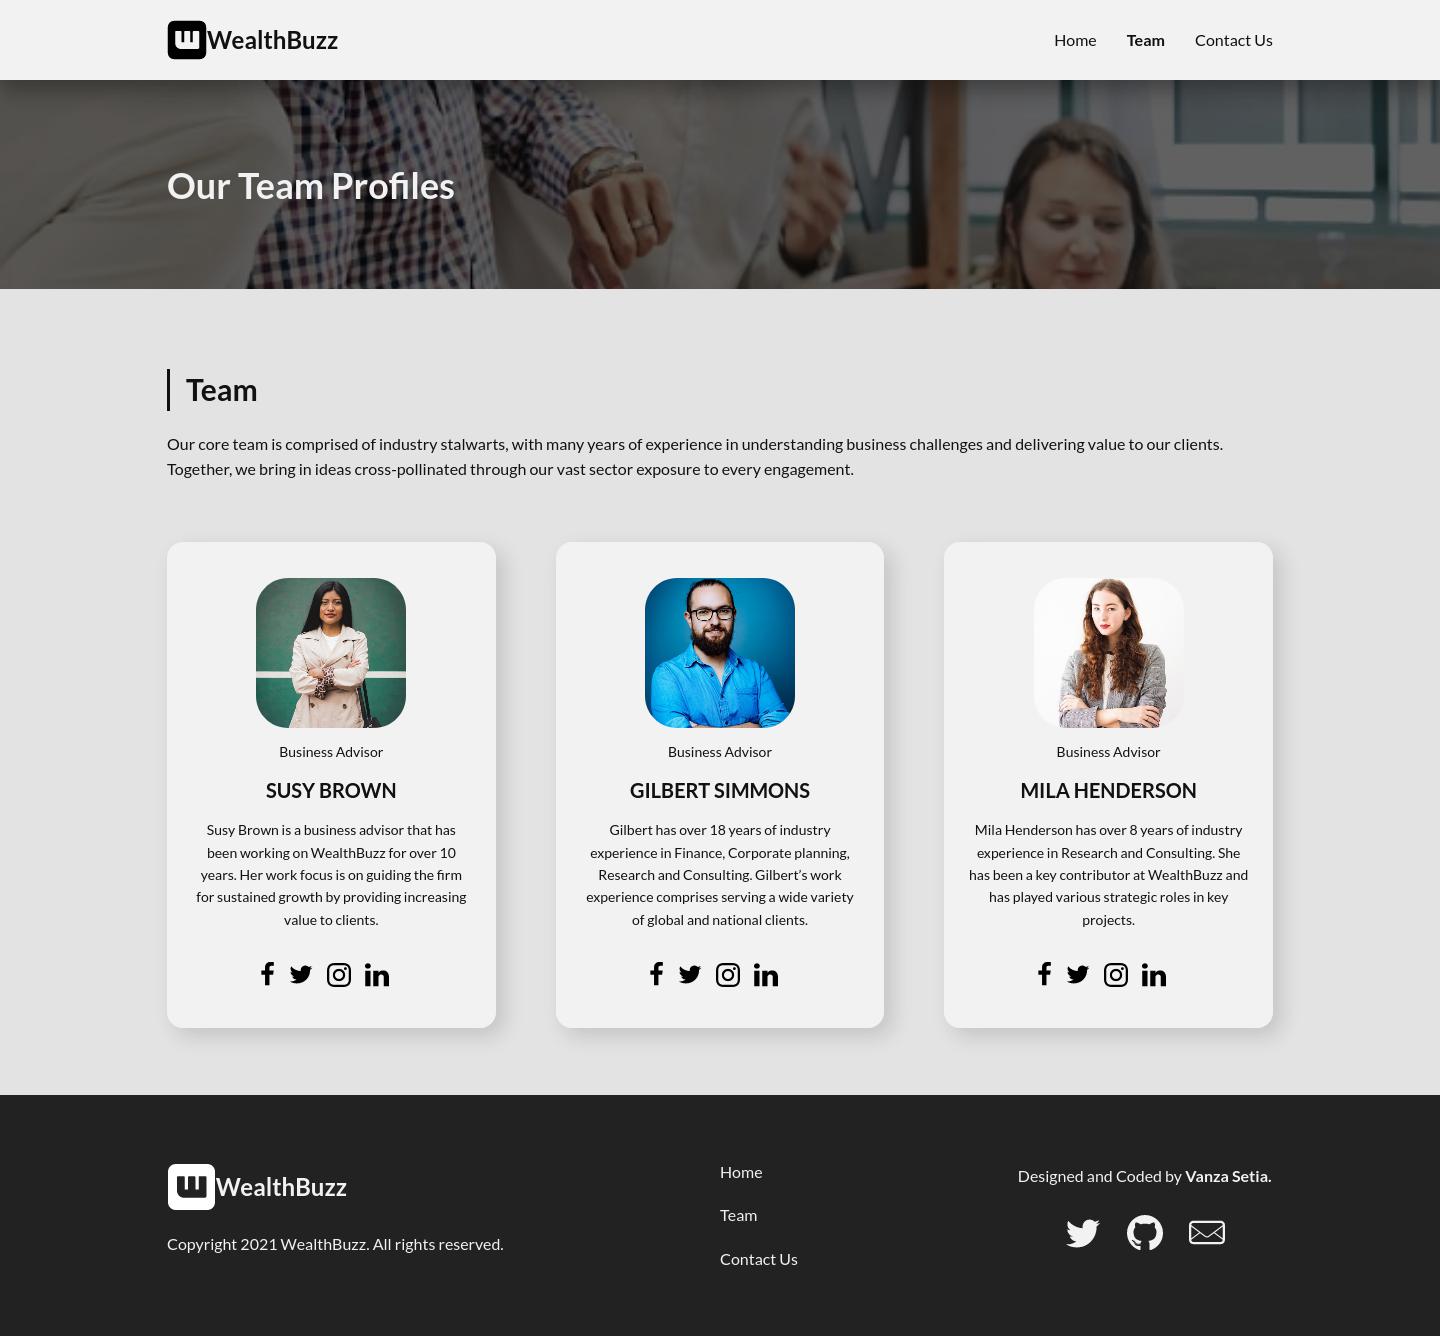 WealthBuzz
Home Team Contact Us
Our Team Profiles
Team
Our core team is comprised of industry stalwarts, with many years of experience in understanding business challenges and delivering value to our clients.
Together, we bring in ideas cross-pollinated through our vast sector exposure to every engagement.
Business Advisor
SUSY BROWN
Susy Brown is a business advisor that has
been working on WealthBuzz for over 10
years. Her work focus is on guiding the firm
for sustained growth by providing increasing
value to clients.
Business Advisor
GILBERT SIMMONS
Gilbert has over 18 years of industry
experience in Finance, Corporate planning,
Research and Consulting. Gilbert’s work
experience comprises serving a wide variety
of global and national clients.
Business Advisor
MILA HENDERSON
Mila Henderson has over 8 years of industry
experience in Research and Consulting. She
has been a key contributor at WealthBuzz and
has played various strategic roles in key
projects.
WealthBuzz
Copyright 2021 WealthBuzz. All rights reserved.
Home
Team
Contact Us
Designed and Coded by Vanza Setia.